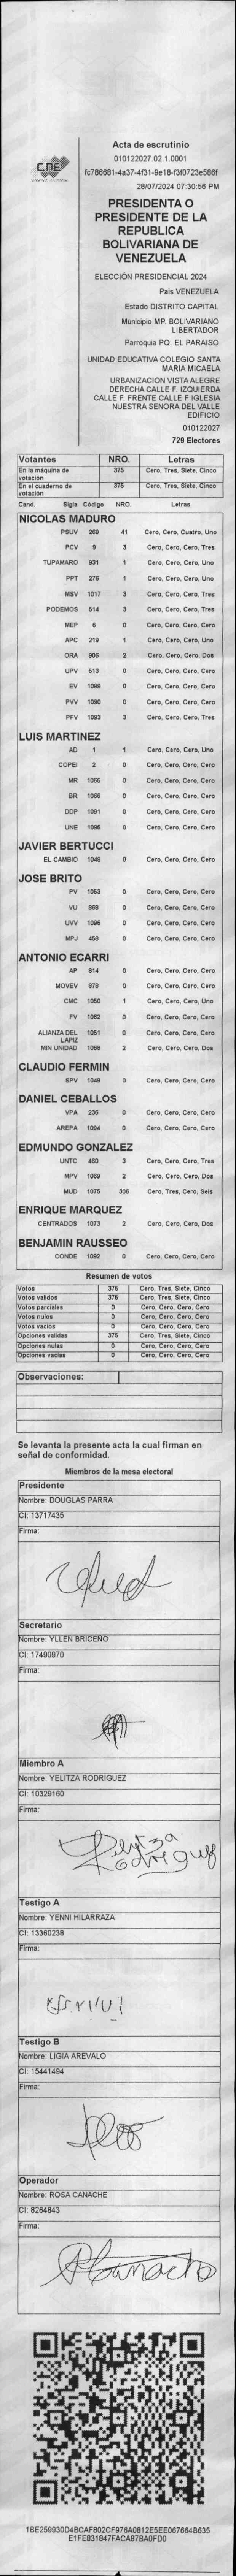 CNE
Acta de escrutinio
010122027.02.1.0001
fc786681-4a37-4f31-9e18-f3f0723e586f
28/07/2024 07:30:56 PM
PRESIDENTA O
PRESIDENTE DE LA
REPUBLICA
BOLIVARIANA DE
VENEZUELA
ELECCIÓN PRESIDENCIAL 2024
Pais VENEZUELA
Estado DISTRITO CAPITAL
Municipio MP. BOLIVARIANO
LIBERTADOR
Parroquia PQ. EL PARAISO
UNIDAD EDUCATIVA COLEGIO SANTA
MARIA MICAELA
URBANIZACION VISTA ALEGRE
DERECHA CALLE F. IZQUIERDA
CALLE F. FRENTE CALLE F IGLESIA
NUESTRA SENORA DEL VALLE
EDIFICIO
010122027
729 Electores
Votantes NRO. Letras
En la máquina de votación 375 Cero, Tres, Siete, Cinco
En el cuaderno de votación 375 Cero, Tres, Siete, Cinco
Cand. Sigla Código NRO. Letras
NICOLAS MADURO
PSUV 269 41 Cero, Cero, Cuatro, Uno
PCV 9 3 Cero, Cero, Cero, Tres
TUPAMARO 931 1 Cero, Cero, Cero, Uno
PPT 276 1 Cero, Cero, Cero, Uno
MSV 1017 3 Cero, Cero, Cero, Tres
PODEMOS 514 3 Cero, Cero, Cero, Tres
MEP 6 0 Cero, Cero, Cero, Cero
APC 219 1 Cero, Cero, Cero, Uno
ORA 906 2 Cero, Cero, Cero, Dos
UPV 513 0 Cero, Cero, Cero, Cero
EV 1089 0 Cero, Cero, Cero, Cero
PVV 1090 0 Cero, Cero, Cero, Cero
PFV 1093 3 Cero, Cero, Cero, Tres
LUIS MARTINEZ
AD 1 1 Cero, Cero, Cero, Uno
COPEI 2 0 Cero, Cero, Cero, Cero
MR 1065 0 Cero, Cero, Cero, Cero
BR 1066 0 Cero, Cero, Cero, Cero
DDP 1091 0 Cero, Cero, Cero, Cero
UNE 1095 0 Cero, Cero, Cero, Cero
JAVIER BERTUCCI
EL CAMBIO 1049 0 Cero, Cero, Cero, Cero
JOSE BRITO
PV 1053 0 Cero, Cero, Cero, Cero
VU 968 0 Cero, Cero, Cero, Cero
UVV 1096 0 Cero, Cero, Cero, Cero
MPJ 458 0 Cero, Cero, Cero, Cero
ANTONIO ECARRI
AP 814 0 Cero, Cero, Cero, Cero
MOVEV 879 0 Cero, Cero, Cero, Cero
CMC 1050 1 Cero, Cero, Cero, Uno
FV 1062 0 Cero, Cero, Cero, Cero
ALIANZA DEL LAPIZ 1051 0 Cero, Cero, Cero, Cero
MIN UNIDAD 1068 2 Cero, Cero, Cero, Dos
CLAUDIO FERMIN
SPV 1048 0 Cero, Cero, Cero, Cero
DANIEL CEBALLOS
VPA 236 0 Cero, Cero, Cero, Cero
AREPA 1094 0 Cero, Cero, Cero, Cero
EDMUNDO GONZALEZ
UNTC 460 3 Cero, Cero, Cero, Tres
MPV 1069 2 Cero, Cero, Cero, Dos
MUD 1075 306 Cero, Tres, Cero, Seis
ENRIQUE MARQUEZ
CENTRADOS 1073 2 Cero, Cero, Cero, Dos
BENJAMIN RAUSSEO
CONDE 1092 0 Cero, Cero, Cero, Cero
Resumen de votos
Votos 375 Cero, Tres, Siete, Cinco
Votos validos 375 Cero, Tres, Siete, Cinco
Votos parciales 0 Cero, Cero, Cero, Cero
Votos nulos 0 Cero, Cero, Cero, Cero
Votos vacios 0 Cero, Cero, Cero, Cero
Opciones validas 375 Cero, Tres, Siete, Cinco
Opciones nulas 0 Cero, Cero, Cero, Cero
Opciones vacias 0 Cero, Cero, Cero, Cero
Observaciones:
Se levanta la presente acta la cual firman en
señal de conformidad.
Miembros de la mesa electoral
Presidente
Nombre: DOUGLAS PARRA
CI: 13717435
Firma:
Secretario
Nombre: YLLEN BRICEÑO
CI: 17490970
Firma:
Miembro A
Nombre: YELITZA RODRIGUEZ
CI: 10329160
Firma:
Yelitza
Rodriguez
Testigo A
Nombre: YENNI HILARRAZA
CI: 13360238
Firma:
Testigo B
Nombre: LIGIA AREVALO
CI: 15441494
Firma:
Operador
Nombre: ROSA CANACHE
CI: 8264843
Firma:
1BE259930D4BCAF802CF976A0812E5EE067664B635
E1FE831847FACA87BA0FD0